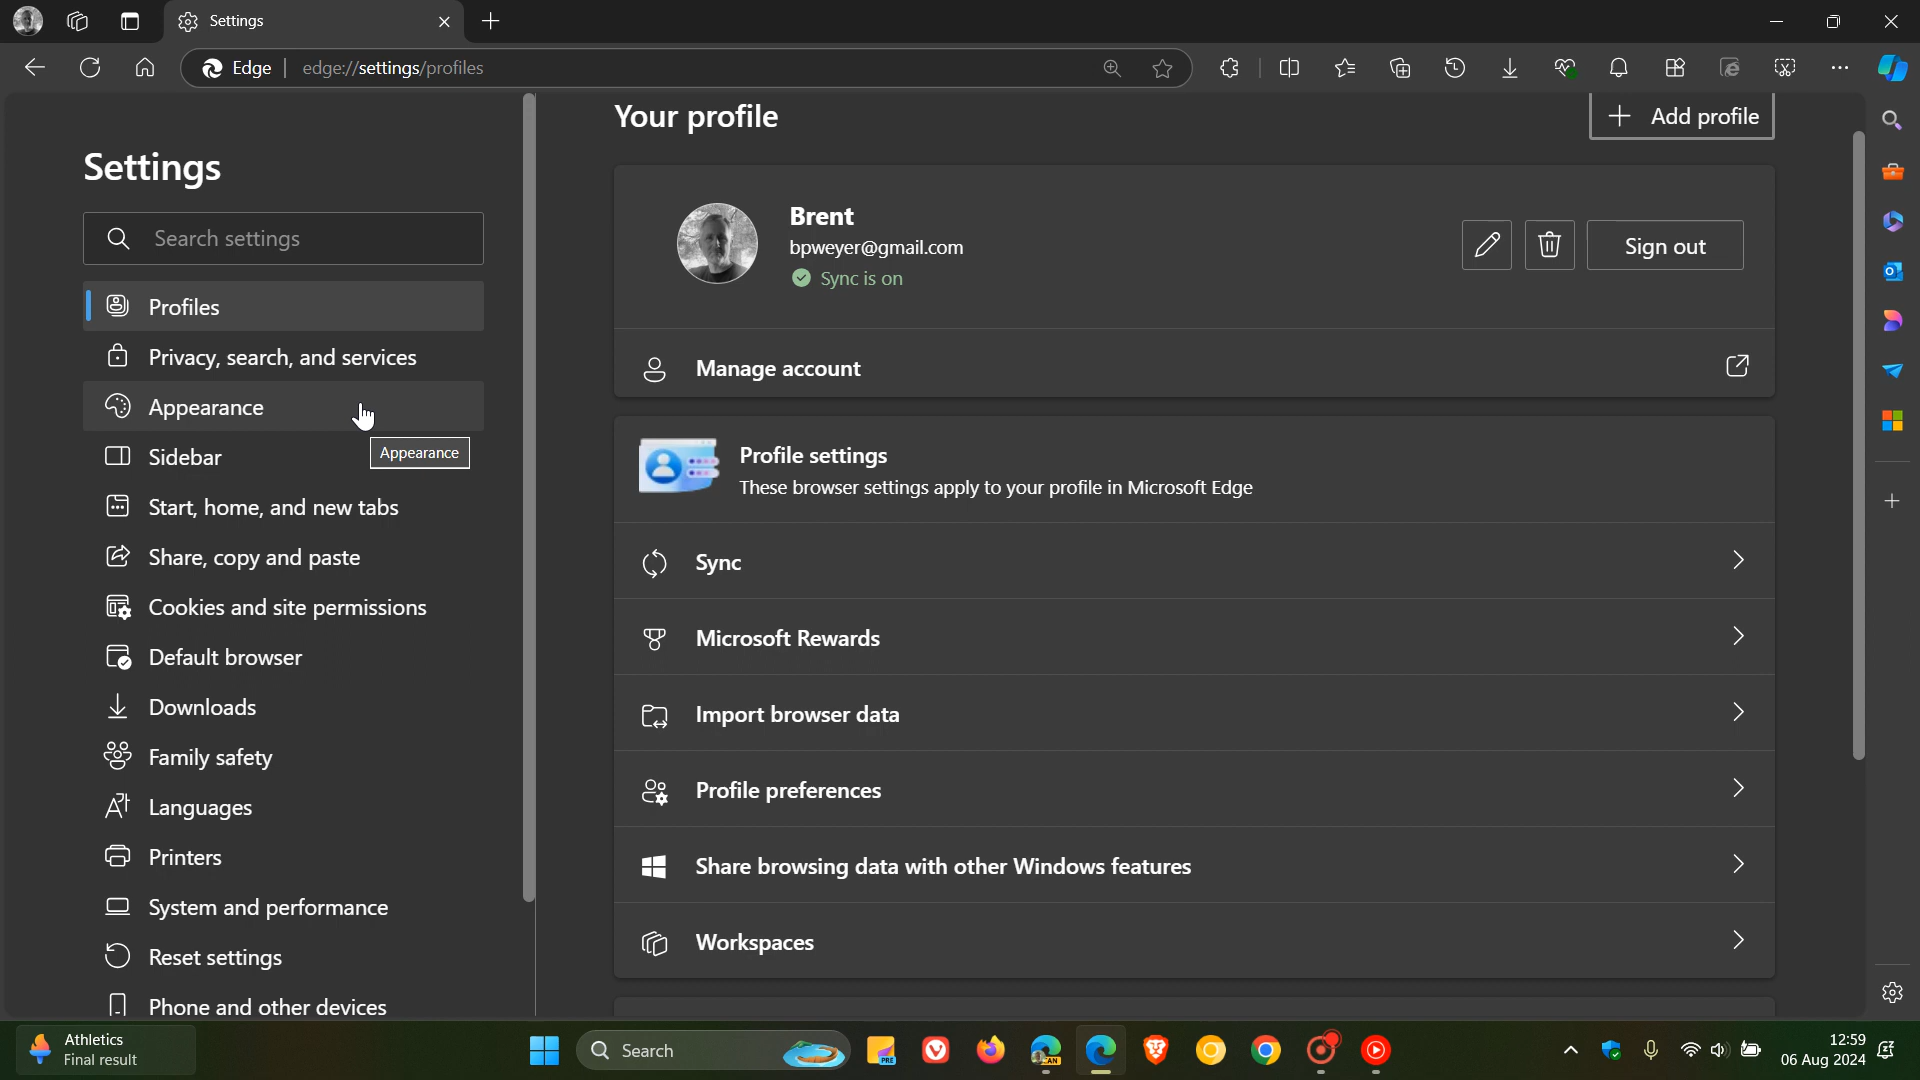 Settings
Edge
edge://settings/profiles
Settings
Search settings
Profiles
Privacy, search, and services
Appearance
Appearance
Sidebar
Start, home, and new tabs
Share, copy and paste
Cookies and site permissions
Default browser
Downloads
Family safety
Languages
Printers
System and performance
Reset settings
Phone and other devices
Your profile
Add profile
Brent
bpweyer@gmail.com
Sync is on
Sign out
Manage account
Profile settings
These browser settings apply to your profile in Microsoft Edge
Sync
Microsoft Rewards
Import browser data
Profile preferences
Share browsing data with other Windows features
Workspaces
Athletics
Final result
Search
PRE
CAN
12:59
06 Aug 2024